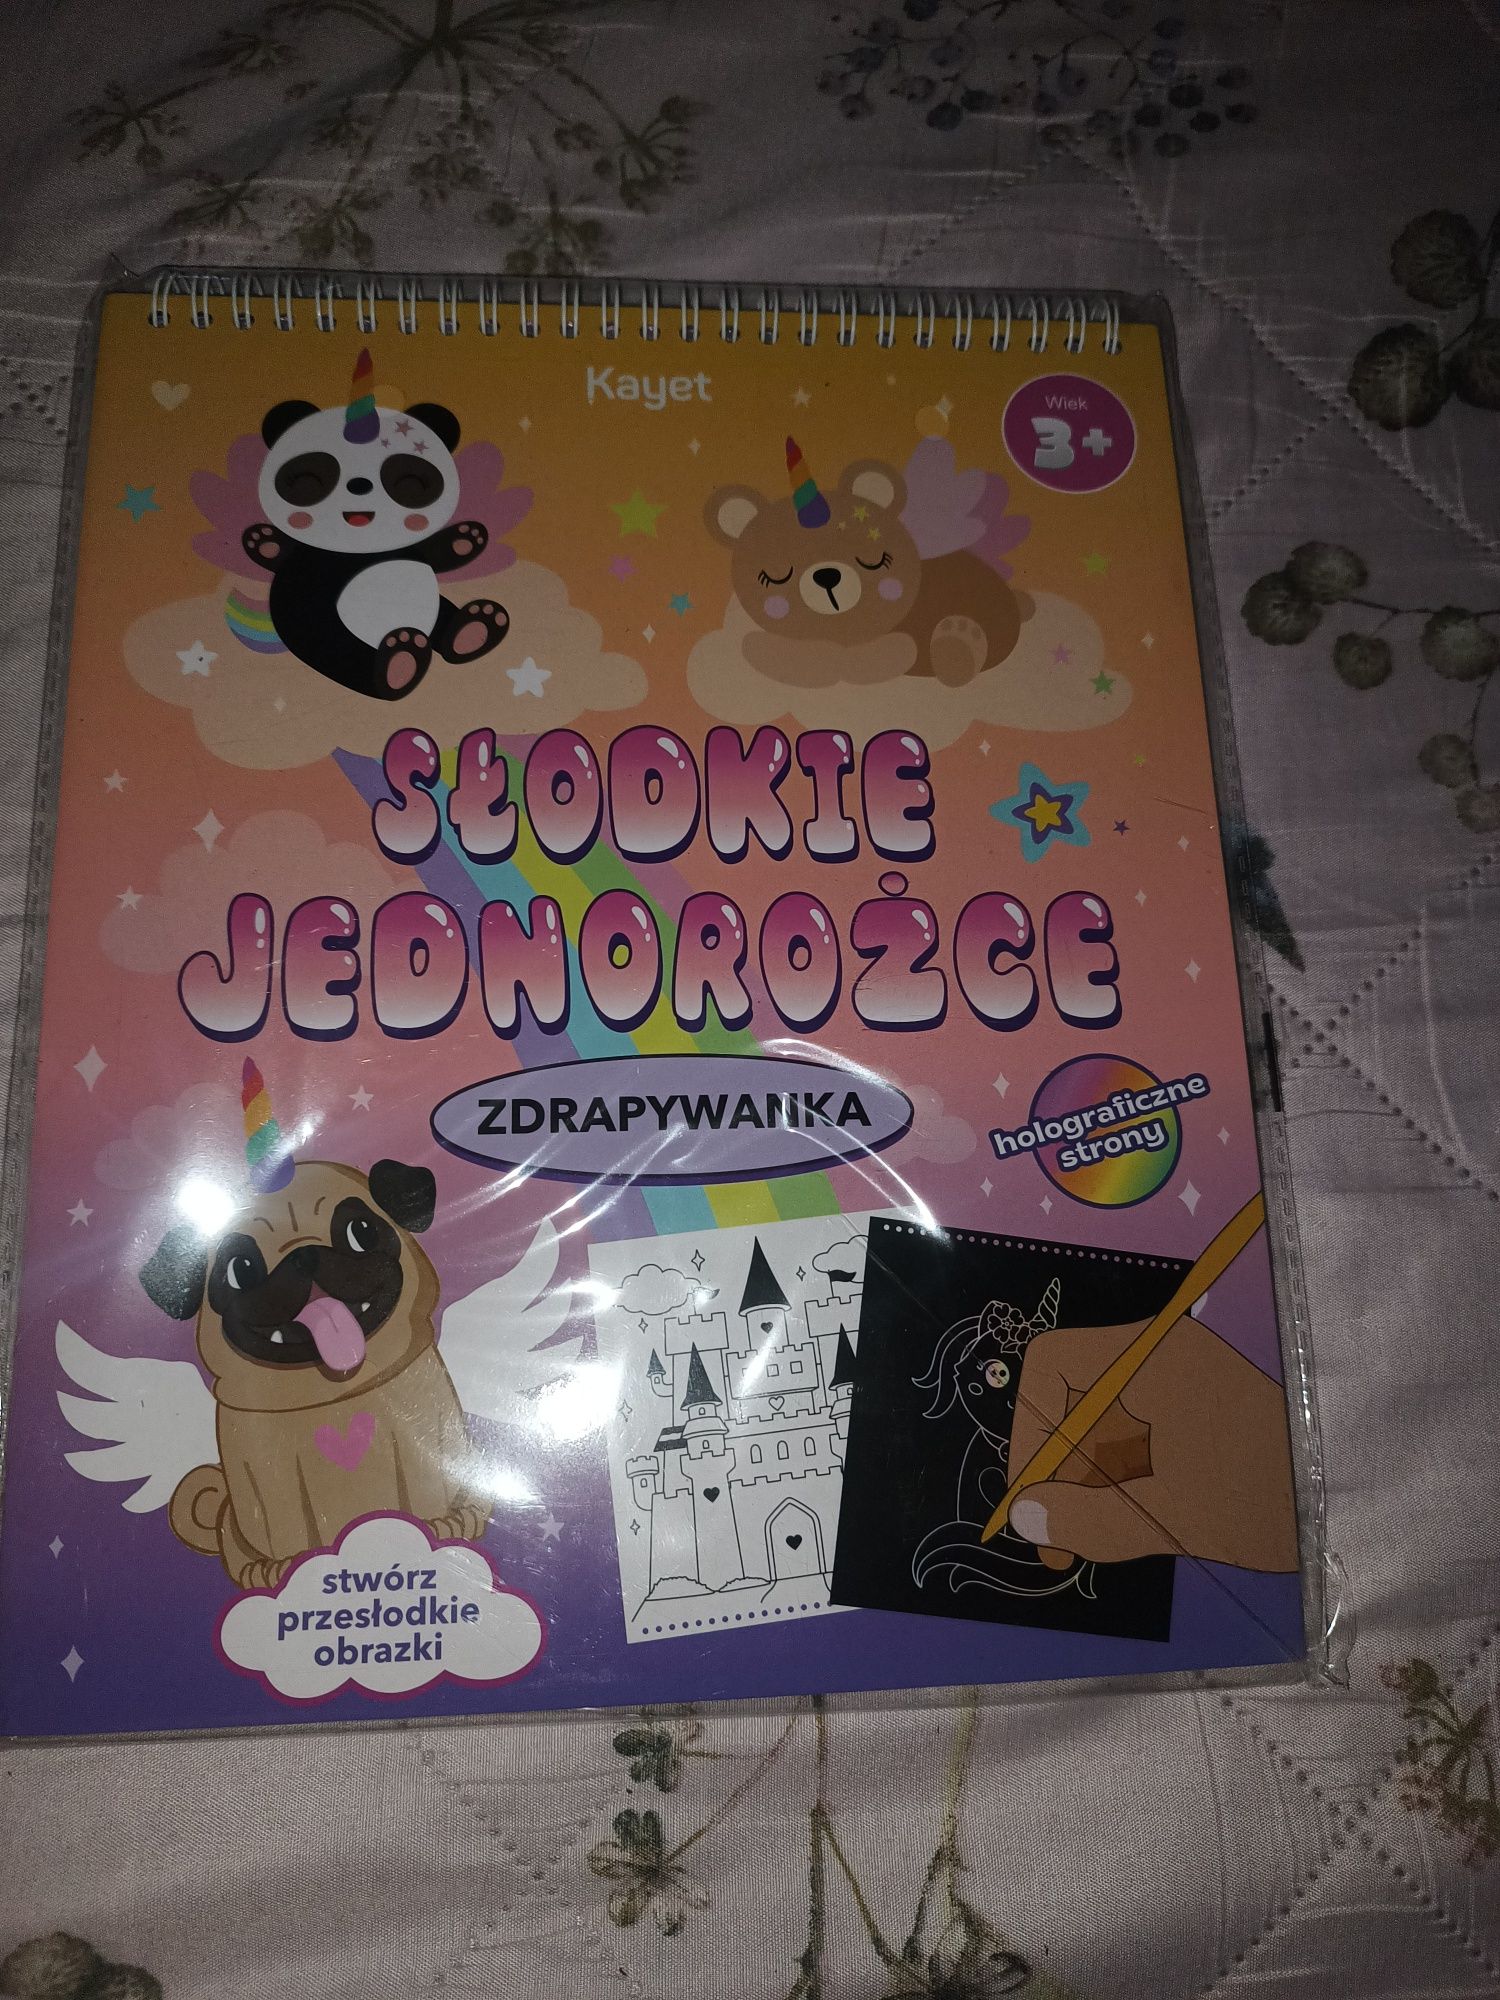 Kayet
Wiek
3+
SŁODKIE
JEDNOROŻCE
ZDRAPYWANKA
holograficzne
strony
stwórz
przesłodkie
obrazki